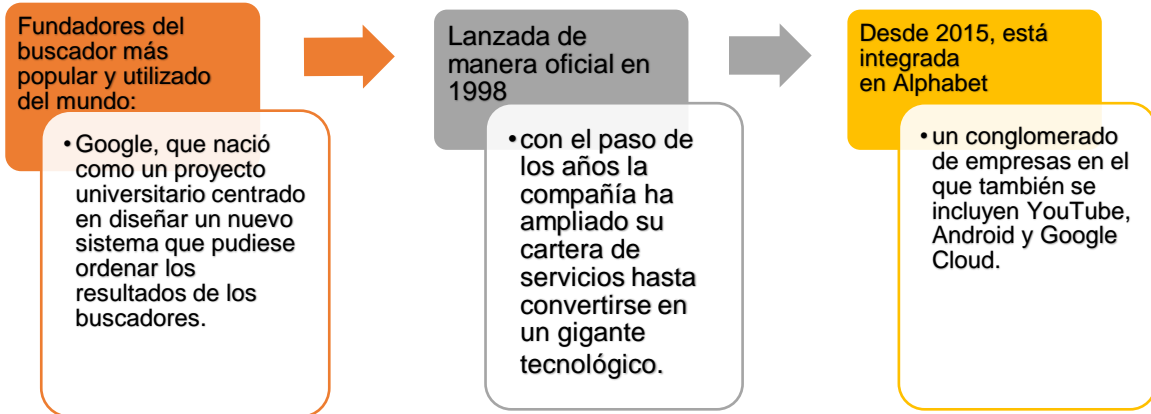 Fundadores del
buscador más
popular y utilizado
del mundo:
•Google, que nació
como un proyecto
universitario centrado
en diseñar un nuevo
sistema que pudiese
ordenar los
resultados de los
buscadores.
Lanzada de
manera oficial en
1998
•con el paso de
los años la
compañía ha
ampliado su
cartera de
servicios hasta
convertirse en
un gigante
tecnológico.
Desde 2015, está
integrada
en Alphabet
•un conglomerado
de empresas en el
que también se
incluyen YouTube,
Android y Google
Cloud.